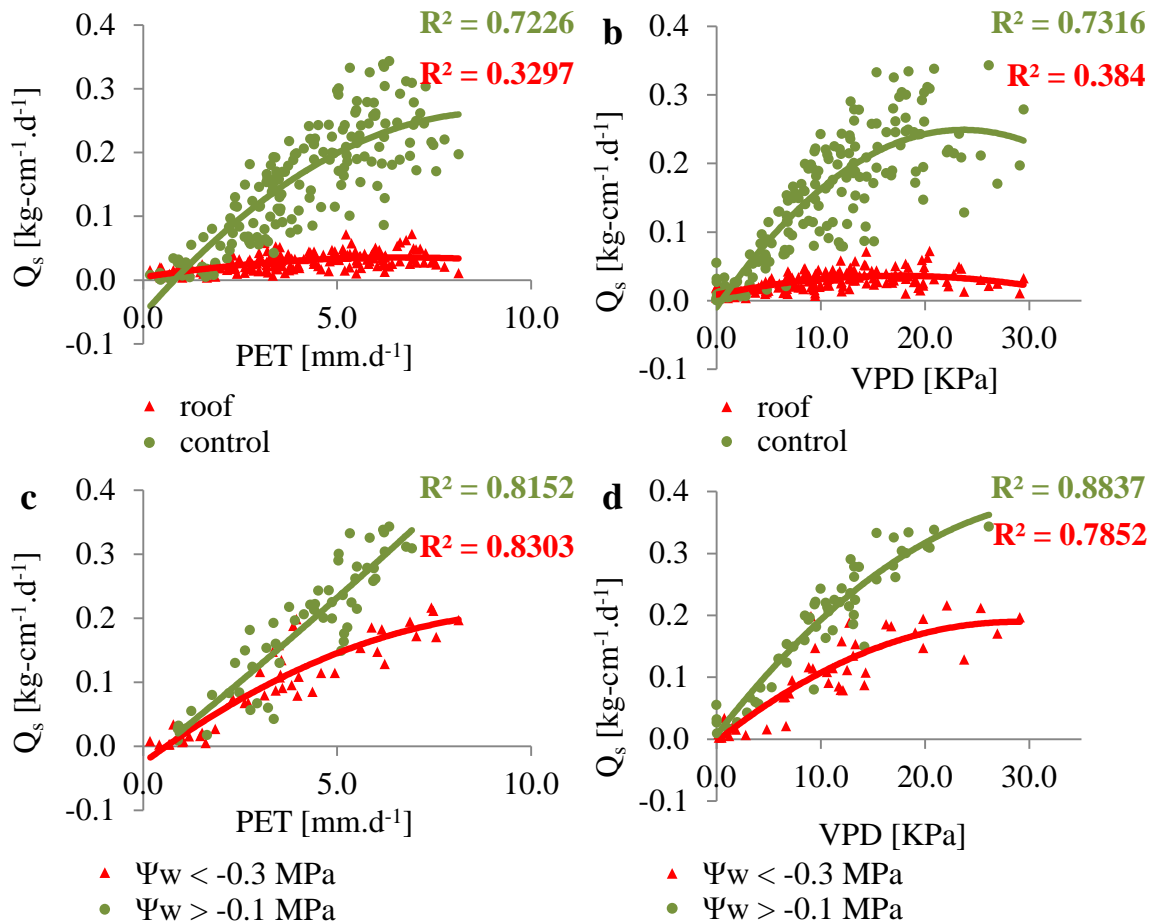 R² = 0.7226
R² = 0.3297
0.4
0.3
0.2
0.1
0.0
-0.1
Qs [kg-cm-1.d-1]
0.0 5.0 10.0
PET [mm.d-1]
roof
control
b
R² = 0.7316
R² = 0.384
0.4
0.3
0.2
0.1
0.0
-0.1
Qs [kg-cm-1.d-1]
0.0 10.0 20.0 30.0
VPD [KPa]
roof
control
c
R² = 0.8152
R² = 0.8303
0.4
0.3
0.2
0.1
0.0
-0.1
Qs [kg-cm-1.d-1]
0.0 5.0 10.0
PET [mm.d-1]
Ψw < -0.3 MPa
Ψw > -0.1 MPa
d
R² = 0.8837
R² = 0.7852
0.4
0.3
0.2
0.1
0.0
-0.1
Qs [kg-cm-1.d-1]
0.0 10.0 20.0 30.0
VPD [KPa]
Ψw < -0.3 MPa
Ψw > -0.1 MPa